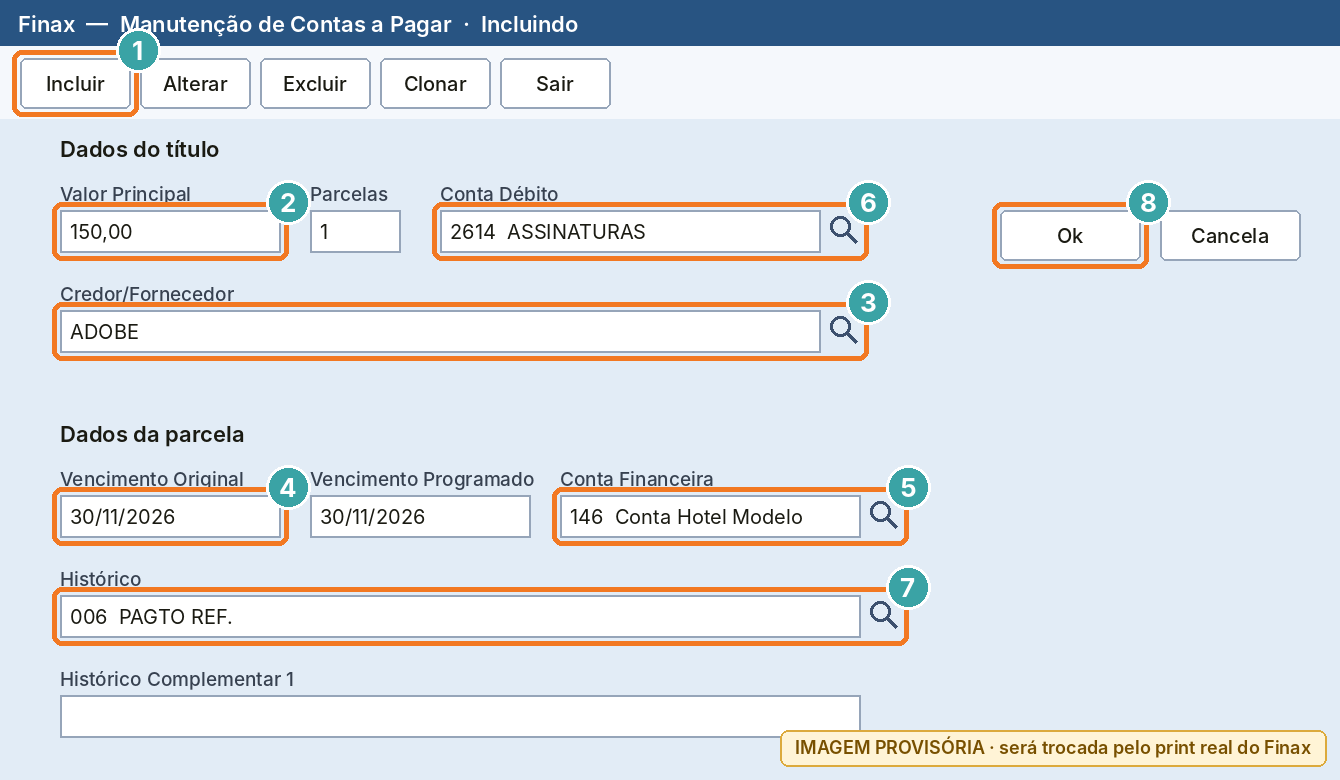 Finax — Manutenção de Contas a Pagar · Incluindo
1
Incluir Alterar Excluir Clonar Sair
Dados do título
Valor Principal 2 Parcelas Conta Débito 6 8
150,00 1 2614 ASSINATURAS Ok Cancela
Credor/Fornecedor 3
ADOBE
Dados da parcela
Vencimento Original 4 Vencimento Programado Conta Financeira 5
30/11/2026 30/11/2026 146 Conta Hotel Modelo
Histórico 7
006 PAGTO REF.
Histórico Complementar 1
IMAGEM PROVISÓRIA · será trocada pelo print real do Finax